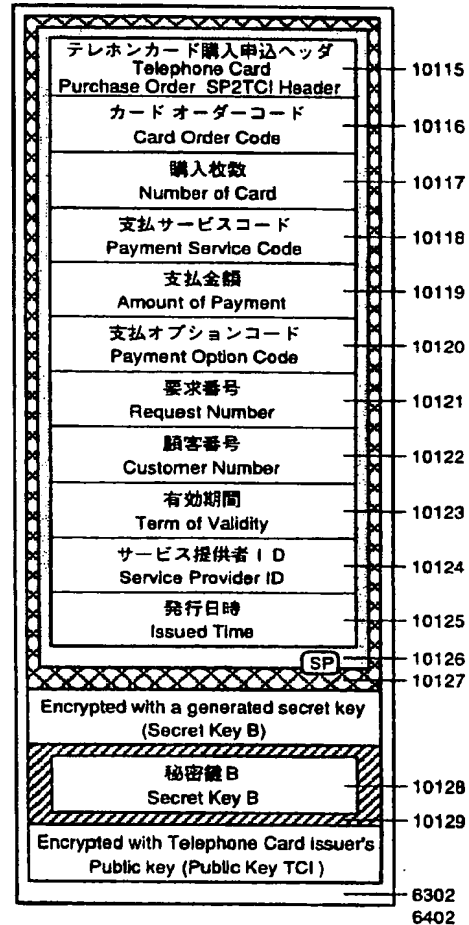 テレホンカード購入申込ヘッダ
Telephone Card
Purchase Order SP2TCI Header
10115
カード オーダーコード
Card Order Code
10116
購入枚数
Number of Card
10117
支払サービスコード
Payment Service Code
10118
支払金額
Amount of Payment
10119
支払オプションコード
Payment Option Code
10120
要求番号
Request Number
10121
顧客番号
Customer Number
10122
有効期間
Term of Validity
10123
サービス提供者 ID
Service Provider ID
10124
発行日時
Issued Time
10125
SP
10126
10127
Encrypted with a generated secret key
(Secret Key B)
秘密鍵B
Secret Key B
10128
10129
Encrypted with Telephone Card Issuer's
Public key (Public Key TCI )
6302
6402